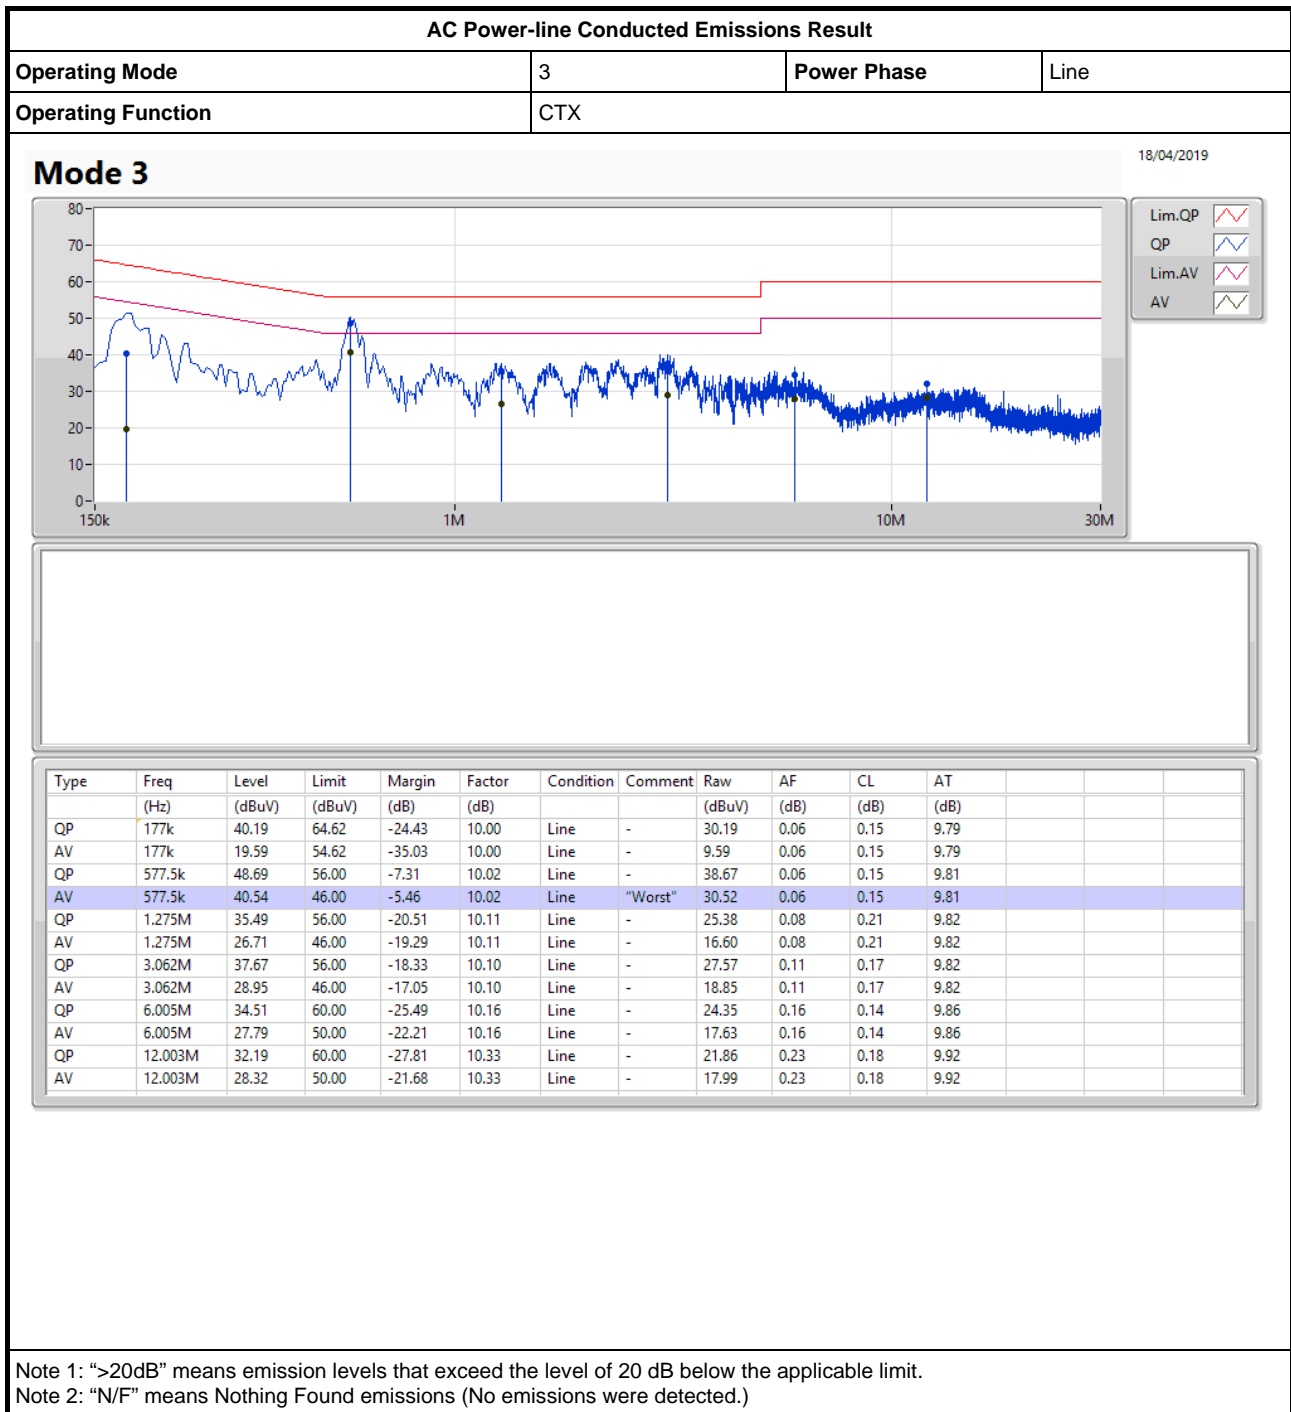 AC Power-line Conducted Emissions Result
Operating Mode 3 Power Phase Line
Operating Function CTX
18/04/2019
Mode 3
80
70
60
50
40
30
20
10
0
150k 1M 10M 30M
Lim.QP
QP
Lim.AV
AV
Type Freq Level Limit Margin Factor Condition Comment Raw AF CL AT
(Hz) (dBuV) (dBuV) (dB) (dB) (dBuV) (dB) (dB) (dB)
QP 177k 40.19 64.62 -24.43 10.00 Line - 30.19 0.06 0.15 9.79
AV 177k 19.59 54.62 -35.03 10.00 Line - 9.59 0.06 0.15 9.79
QP 577.5k 48.69 56.00 -7.31 10.02 Line - 38.67 0.06 0.15 9.81
AV 577.5k 40.54 46.00 -5.46 10.02 Line "Worst" 30.52 0.06 0.15 9.81
QP 1.275M 35.49 56.00 -20.51 10.11 Line - 25.38 0.08 0.21 9.82
AV 1.275M 26.71 46.00 -19.29 10.11 Line - 16.60 0.08 0.21 9.82
QP 3.062M 37.67 56.00 -18.33 10.10 Line - 27.57 0.11 0.17 9.82
AV 3.062M 28.95 46.00 -17.05 10.10 Line - 18.85 0.11 0.17 9.82
QP 6.005M 34.51 60.00 -25.49 10.16 Line - 24.35 0.16 0.14 9.86
AV 6.005M 27.79 50.00 -22.21 10.16 Line - 17.63 0.16 0.14 9.86
QP 12.003M 32.19 60.00 -27.81 10.33 Line - 21.86 0.23 0.18 9.92
AV 12.003M 28.32 50.00 -21.68 10.33 Line - 17.99 0.23 0.18 9.92
Note 1: “>20dB” means emission levels that exceed the level of 20 dB below the applicable limit.
Note 2: “N/F” means Nothing Found emissions (No emissions were detected.)